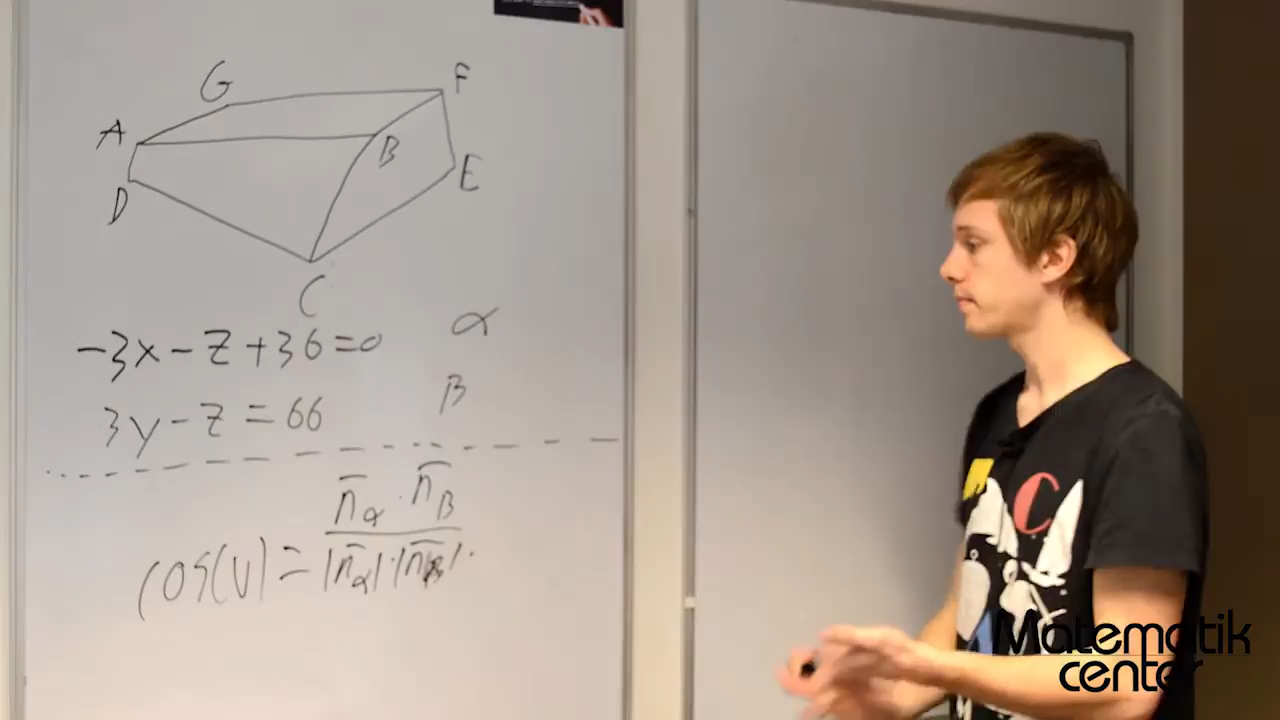 G
F
A
B
D
E
C
-3x - z + 36 = 0 α
3y - z = 66 β
cos(v) = n̅α · n̅β / |n̅α| · |n̅β|
C
Matematik
center